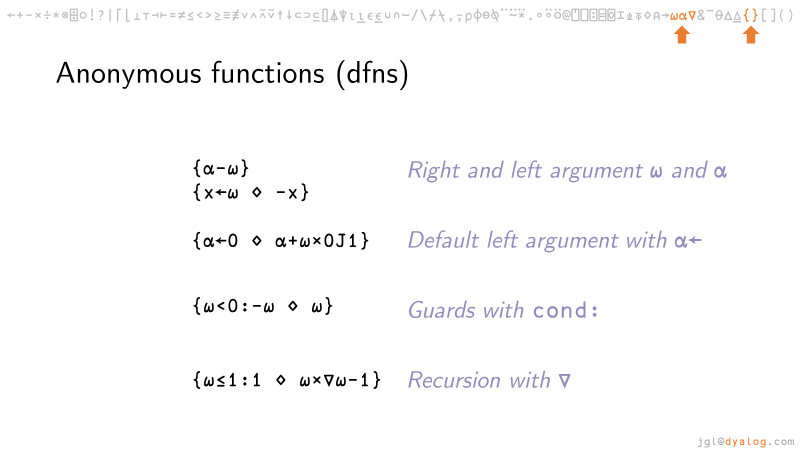 Anonymous functions (dfns)
{⍺-⍵} Right and left argument ⍵ and ⍺
{x←⍵ ⋄ -x}
{⍺←0 ⋄ ⍺+⍵×0J1} Default left argument with ⍺←
{⍵<0:-⍵ ⋄ ⍵} Guards with cond:
{⍵≤1:1 ⋄ ⍵×∇⍵-1} Recursion with ∇
jgl@dyalog.com